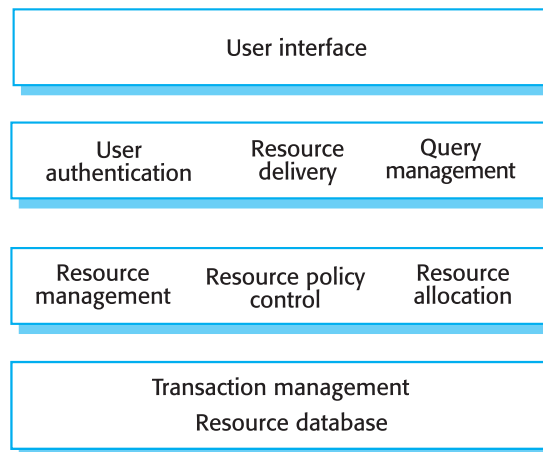 User interface
User
authentication
Resource
delivery
Query
management
Resource
management
Resource policy
control
Resource
allocation
Transaction management
Resource database